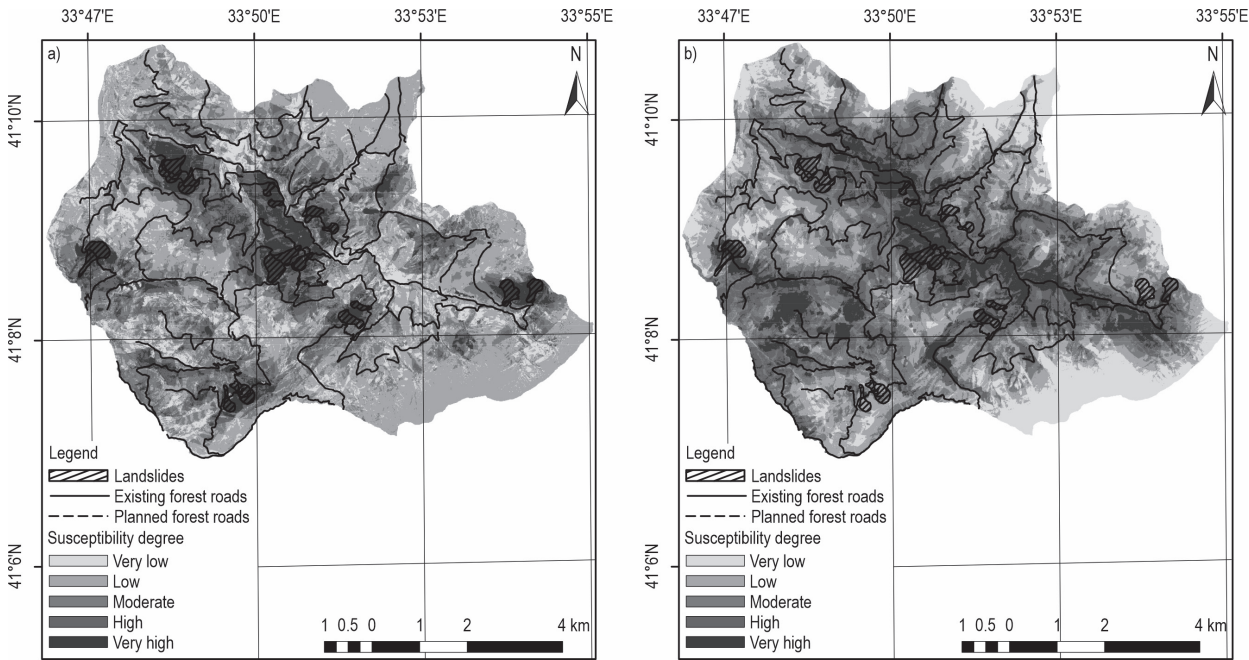 33°47'E 33°50'E 33°53'E 33°55'E
a)
N
41°10'N
41°8'N
41°6'N
Legend
Landslides
Existing forest roads
Planned forest roads
Susceptibility degree
Very low
Low
Moderate
High
Very high
1 0.5 0 1 2 4 km
33°47'E 33°50'E 33°53'E 33°55'E
b)
N
41°10'N
41°8'N
41°6'N
Legend
Landslides
Existing forest roads
Planned forest roads
Susceptibility degree
Very low
Low
Moderate
High
Very high
1 0.5 0 1 2 4 km